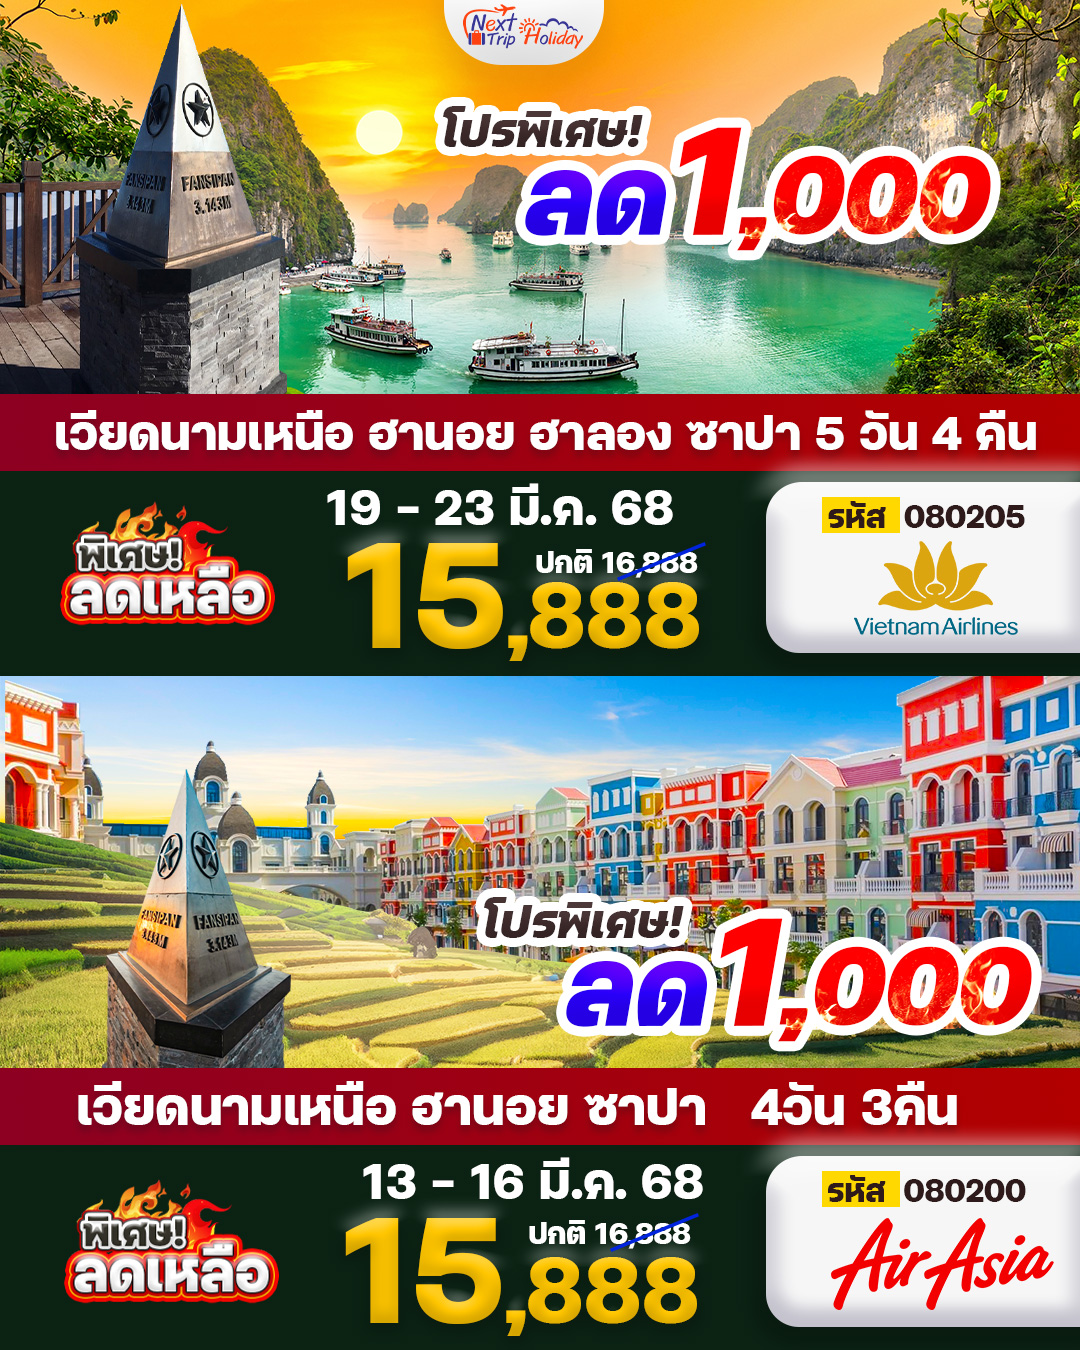 Next
Trip Holiday
โปรพิเศษ!
ลด 1,000
FANSIPAN
3.143M
FANSIPAN
3.143M
เวียดนามเหนือ ฮานอย ฮาลอง ซาปา 5 วัน 4 คืน
พิเศษ!
ลดเหลือ
19 - 23 มี.ค. 68
ปกติ 16,888
15,888
รหัส 080205
Vietnam Airlines
FANSIPAN
3.143M
FANSIPAN
3.143M
โปรพิเศษ!
ลด 1,000
เวียดนามเหนือ ฮานอย ซาปา 4วัน 3คืน
พิเศษ!
ลดเหลือ
13 - 16 มี.ค. 68
ปกติ 16,888
15,888
รหัส 080200
AirAsia